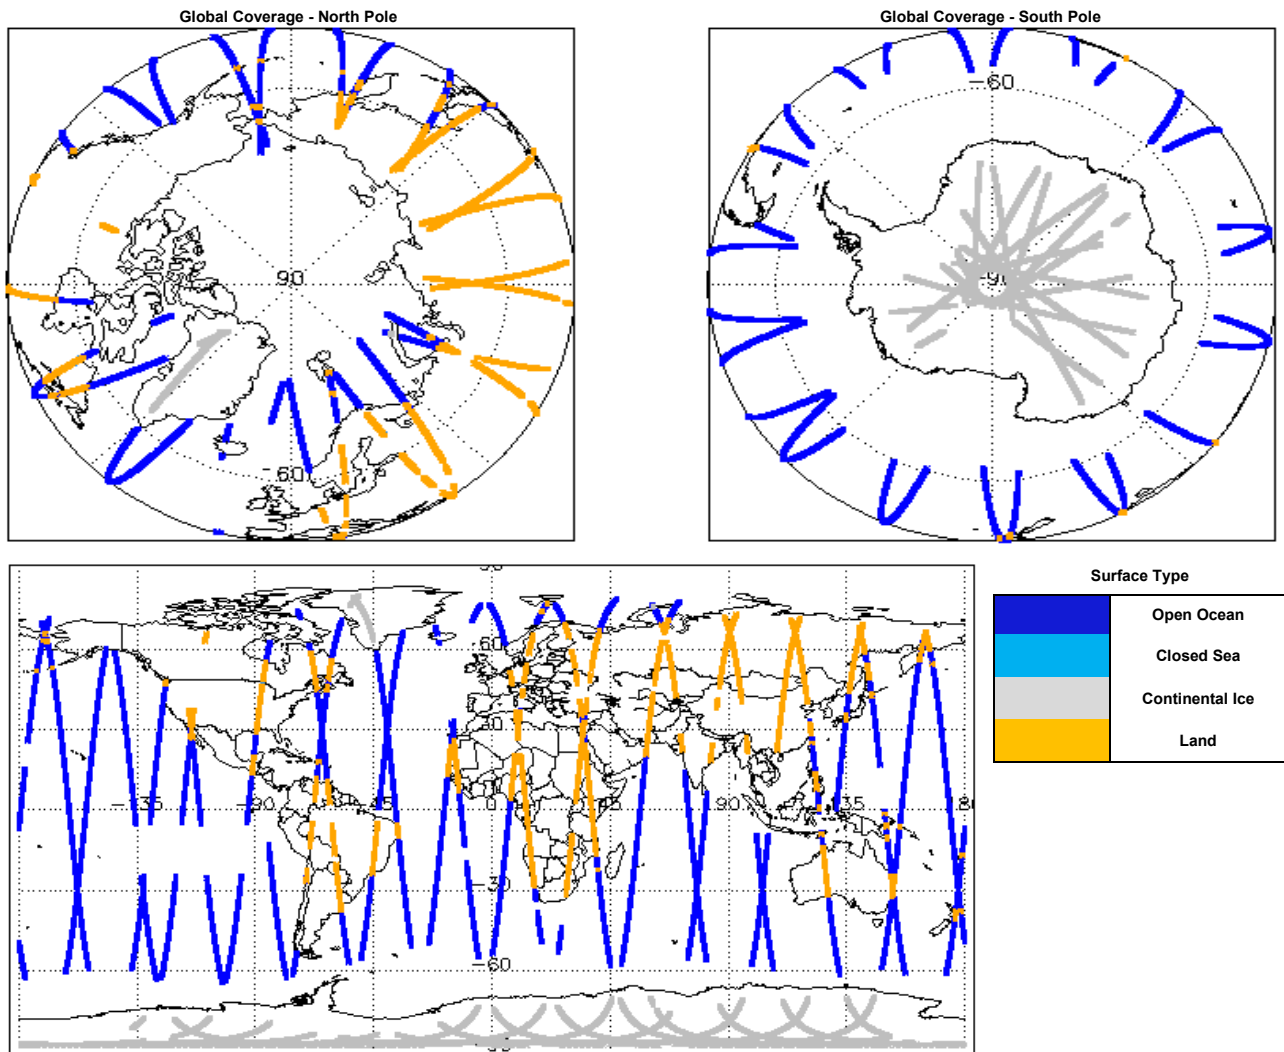 Global Coverage - North Pole
Global Coverage - South Pole
90
-60
-60
-90
60
30
-135
-90
-45
0
45
90
135
-30
-60
Surface Type
Open Ocean
Closed Sea
Continental Ice
Land